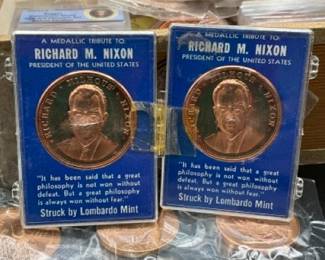 A MEDALLIC TRIBUTE TO
RICHARD M. NIXON
PRESIDENT OF THE UNITED STATES
RICHARD MILHOUS NIXON
"It has been said that a great
philosophy is not won without
defeat. But a great philosophy
is always won without fear."
Struck by Lombardo Mint
A MEDALLIC TRIBUTE TO
RICHARD M. NIXON
PRESIDENT OF THE UNITED STATES
RICHARD MILHOUS NIXON
"It has been said that a great
philosophy is not won without
defeat. But a great philosophy
is always won without fear."
Struck by Lombardo Mint